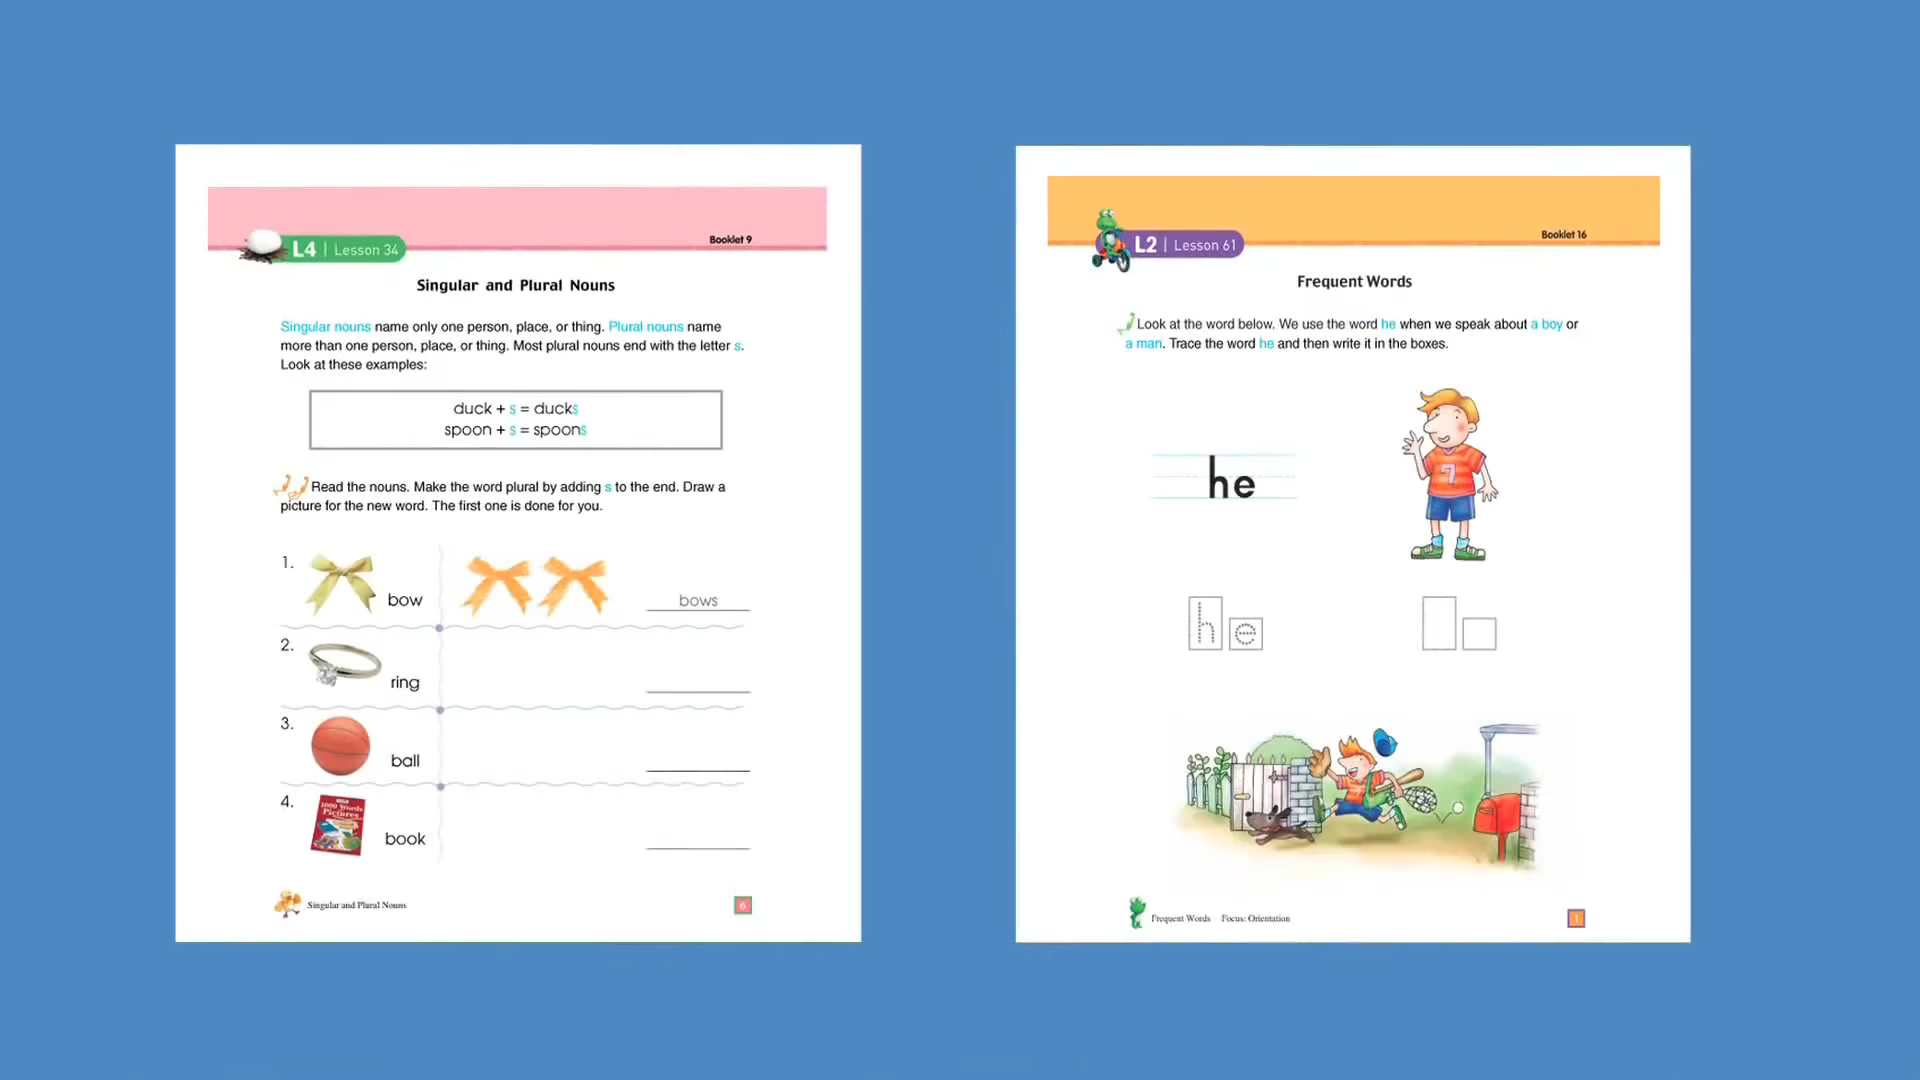 Booklet 9
L4 | Lesson 34
Singular and Plural Nouns
Singular nouns name only one person, place, or thing. Plural nouns name
more than one person, place, or thing. Most plural nouns end with the letter s.
Look at these examples:
duck + s = ducks
spoon + s = spoons
Read the nouns. Make the word plural by adding s to the end. Draw a
picture for the new word. The first one is done for you.
1. bow bows
2. ring
3. ball
4. book
1000 Words
Pictures
Singular and Plural Nouns 6
Booklet 16
L2 | Lesson 61
Frequent Words
Look at the word below. We use the word he when we speak about a boy or
a man. Trace the word he and then write it in the boxes.
he
7
h e
Frequent Words Focus: Orientation 1